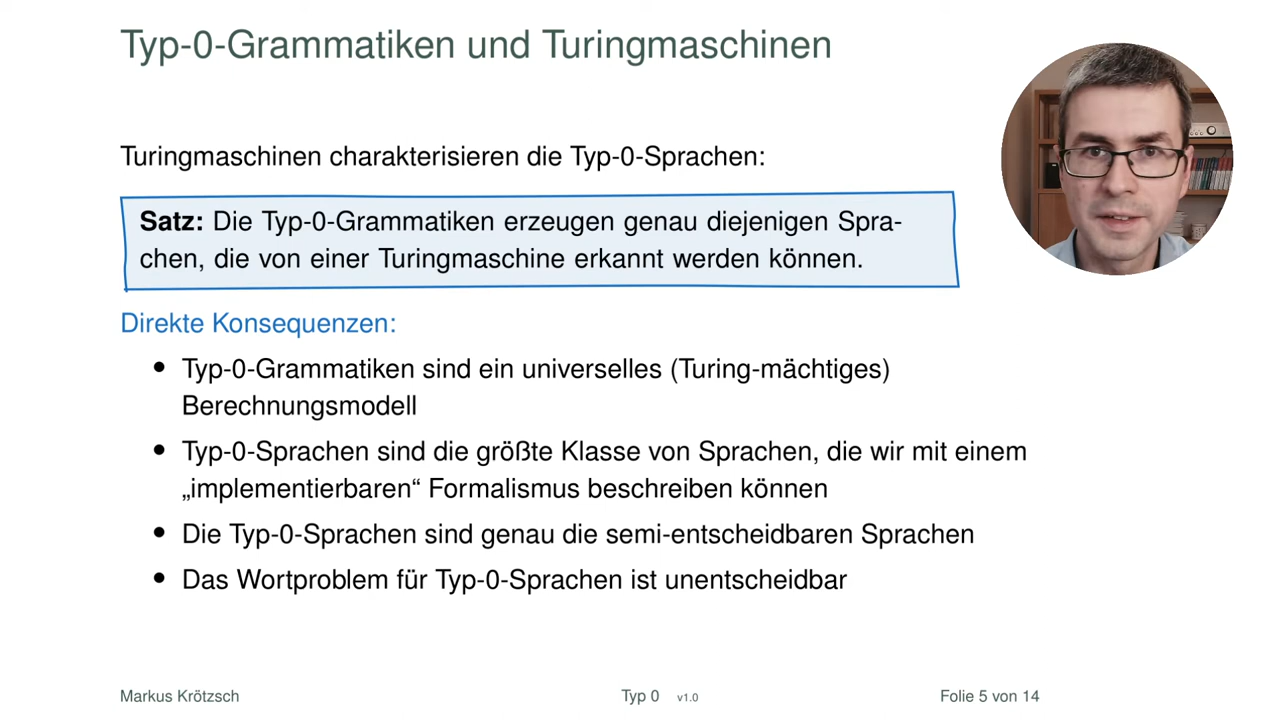 Typ-0-Grammatiken und Turingmaschinen
Turingmaschinen charakterisieren die Typ-0-Sprachen:
Satz: Die Typ-0-Grammatiken erzeugen genau diejenigen Spra-
chen, die von einer Turingmaschine erkannt werden können.
Direkte Konsequenzen:
• Typ-0-Grammatiken sind ein universelles (Turing-mächtiges)
Berechnungsmodell
• Typ-0-Sprachen sind die größte Klasse von Sprachen, die wir mit einem
„implementierbaren“ Formalismus beschreiben können
• Die Typ-0-Sprachen sind genau die semi-entscheidbaren Sprachen
• Das Wortproblem für Typ-0-Sprachen ist unentscheidbar
Markus Krötzsch Typ 0 v1.0 Folie 5 von 14